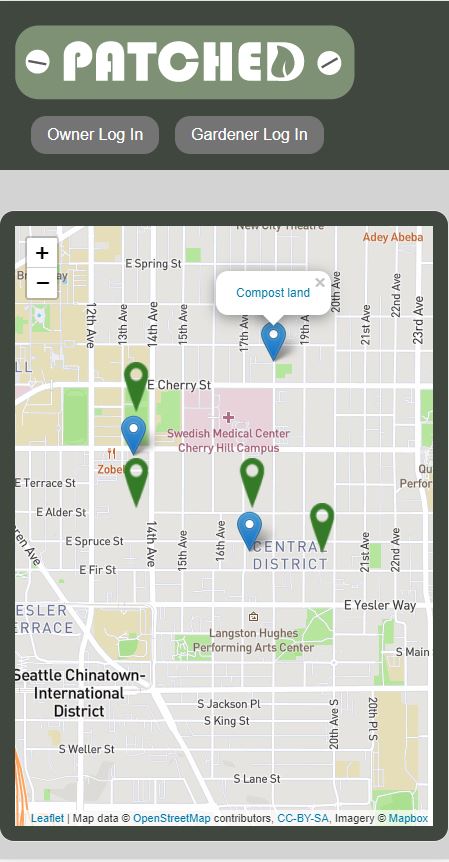 PATCHED
Owner Log In
Gardener Log In
New City Theatre
Adey Abeba
+
−
E Spring St
Compost land
×
12th Ave
13th Ave
14th Ave
15th Ave
17th Ave
19th Ave
20th Ave
21st Ave
22nd Ave
23rd Ave
E Cherry St
Swedish Medical Center
Cherry Hill Campus
E Terrace St
E Alder St
E Spruce St
E Fir St
14th Ave
15th Ave
16th Ave
CENTRAL
DISTRICT
21st Ave
22nd Ave
E Yesler Way
Langston Hughes
Performing Arts Center
S Main
Seattle Chinatown-
International
District
S Jackson Pl
S King St
20th Ave S
20th Pl S
S Weller St
S Lane St
Leaflet | Map data © OpenStreetMap contributors, CC-BY-SA, Imagery © Mapbox